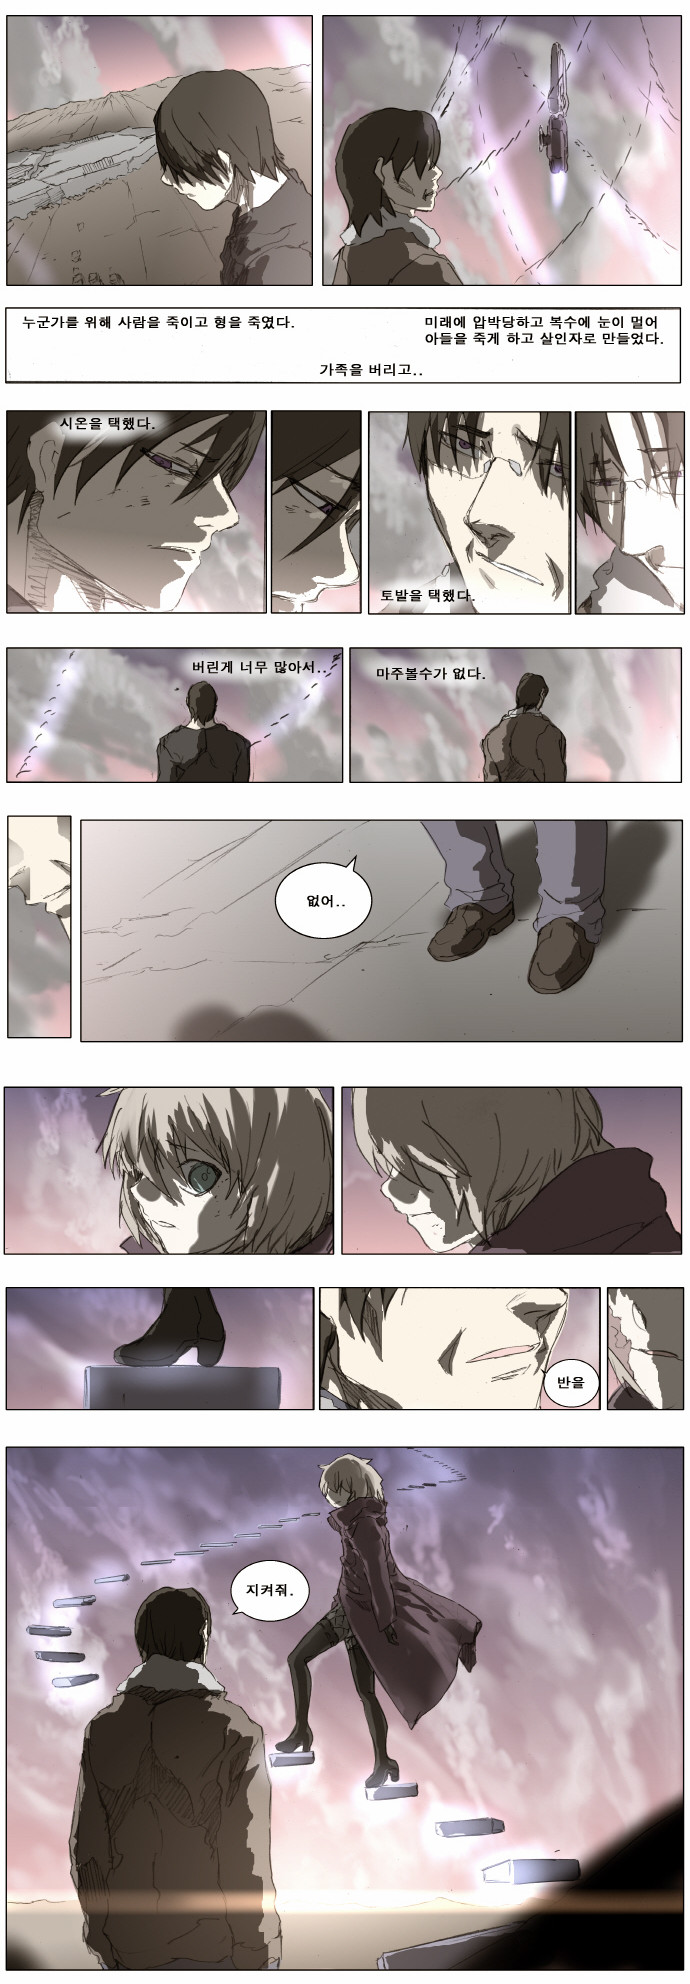 누군가를 위해 사람을 죽이고 형을 죽였다.
미래에 압박당하고 복수에 눈이 멀어
아들을 죽게 하고 살인자로 만들었다.
가족을 버리고..
시온을 택했다.
토발을 택했다.
버린게 너무 많아서..
마주볼수가 없다.
없어..
반을
지켜줘.